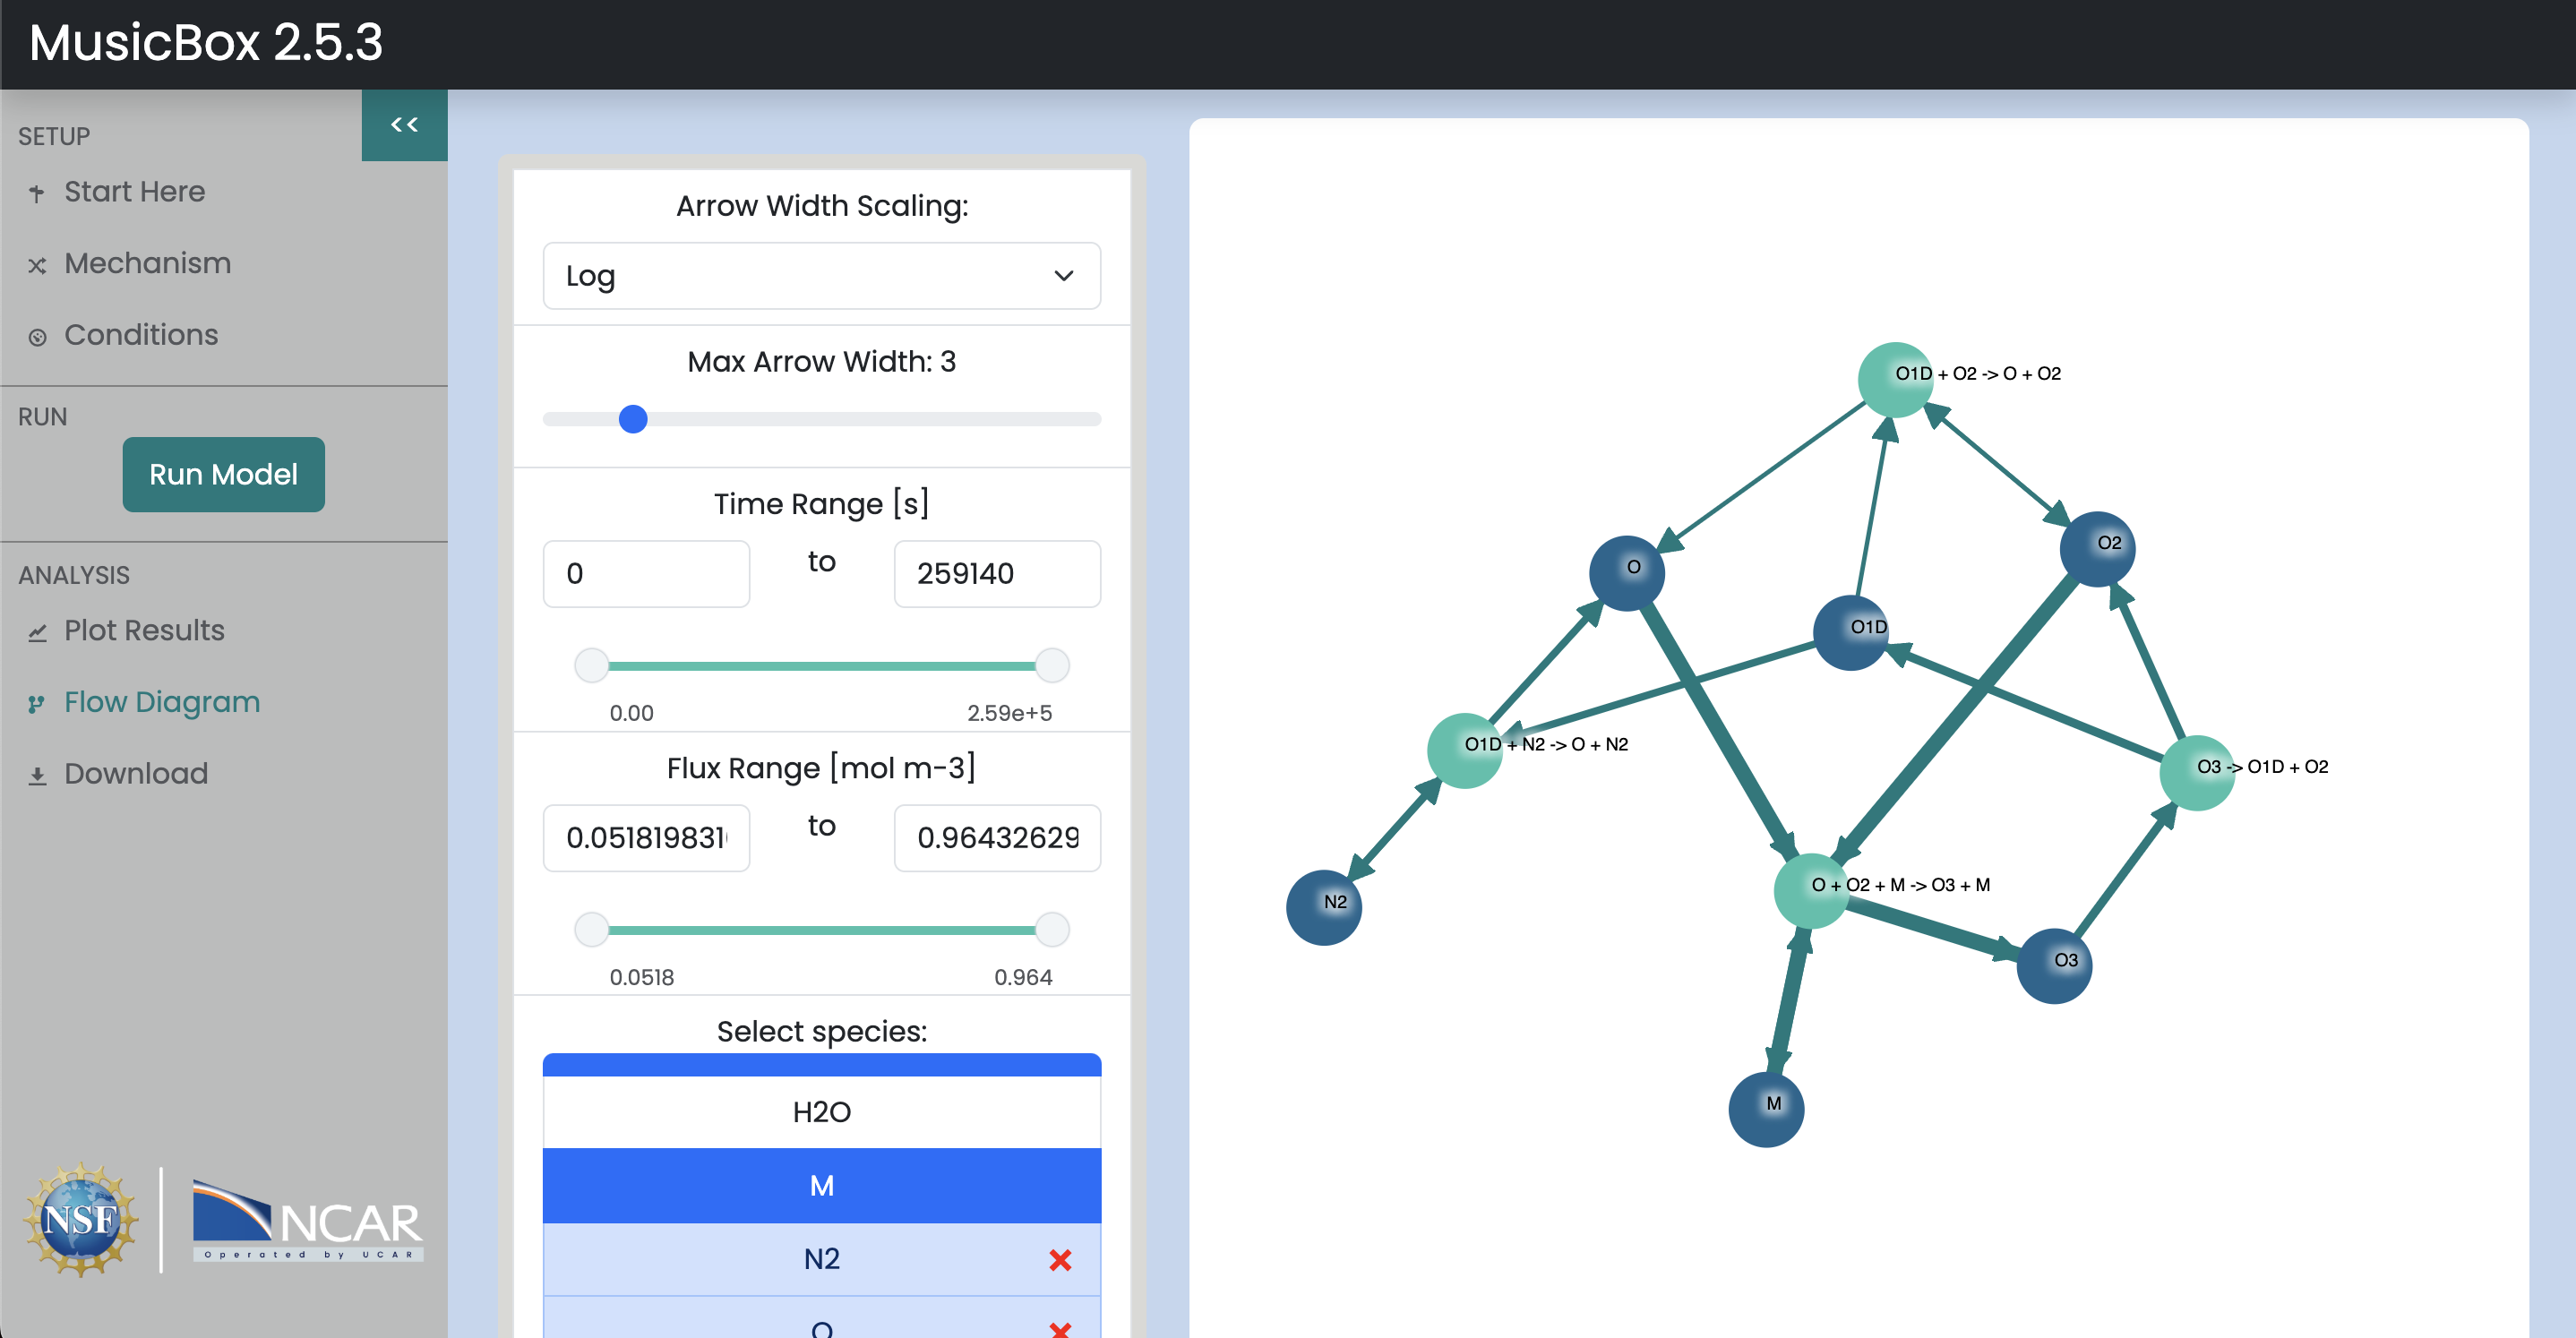 MusicBox 2.5.3
<<
SETUP
Start Here
Mechanism
Conditions
RUN
Run Model
ANALYSIS
Plot Results
Flow Diagram
Download
NSF
NCAR
Operated by UCAR
Arrow Width Scaling:
Log
Max Arrow Width: 3
Time Range [s]
0 to 259140
0.00 2.59e+5
Flux Range [mol m-3]
0.051819831 to 0.96432629
0.0518 0.964
Select species:
H2O
M
N2
O
O1D + O2 -> O + O2
O2
O
O1D
O1D + N2 -> O + N2
O3 -> O1D + O2
O + O2 + M -> O3 + M
N2
O3
M